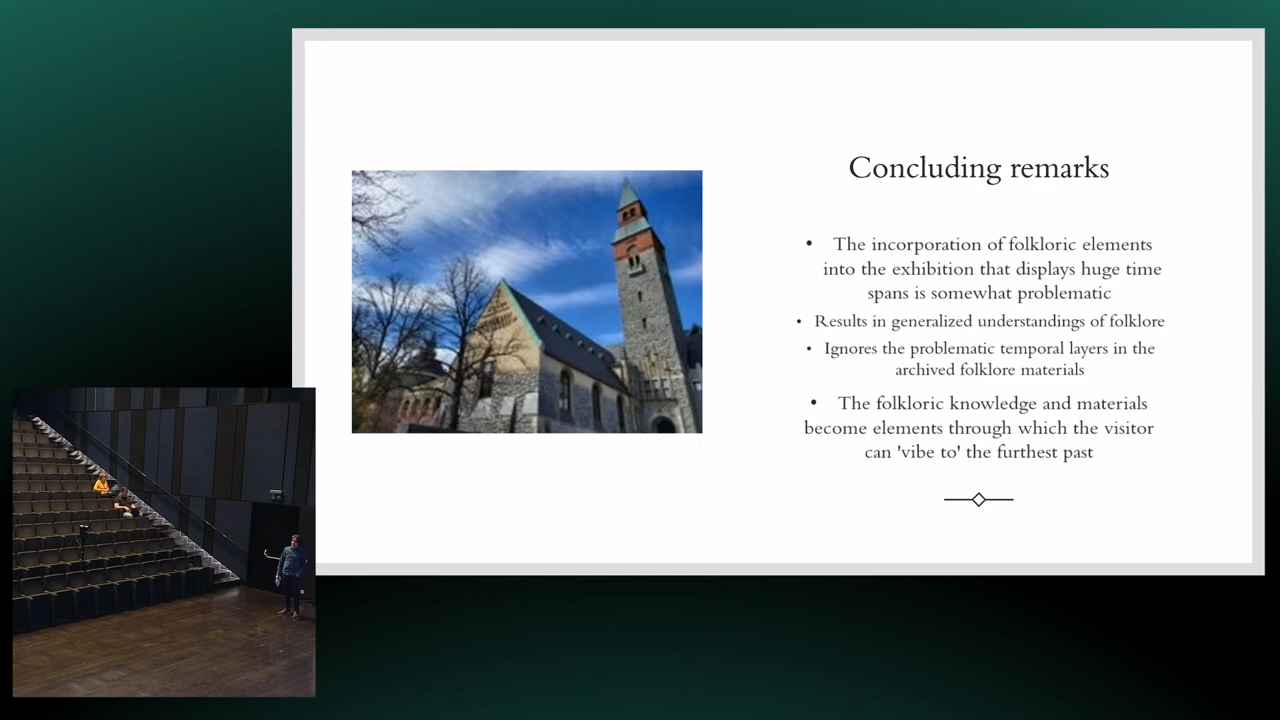 Concluding remarks
• The incorporation of folkloric elements
into the exhibition that displays huge time
spans is somewhat problematic
• Results in generalized understandings of folklore
• Ignores the problematic temporal layers in the
archived folklore materials
• The folkloric knowledge and materials
become elements through which the visitor
can 'vibe to' the furthest past